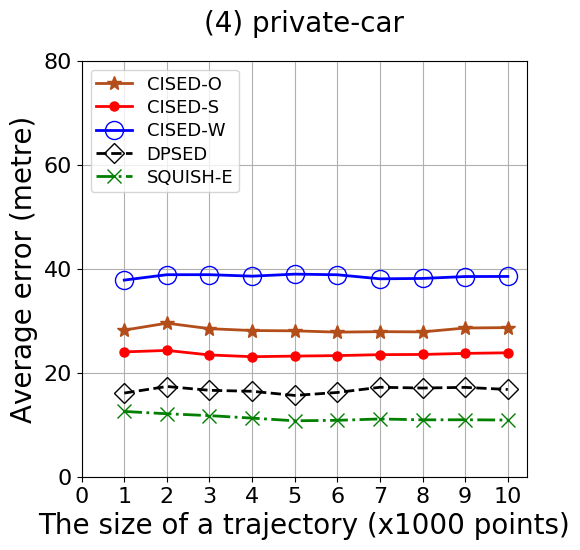 (4) private-car
80
60
40
20
0
Average error (metre)
CISED-O
CISED-S
CISED-W
DPSED
SQUISH-E
0 1 2 3 4 5 6 7 8 9 10
The size of a trajectory (x1000 points)